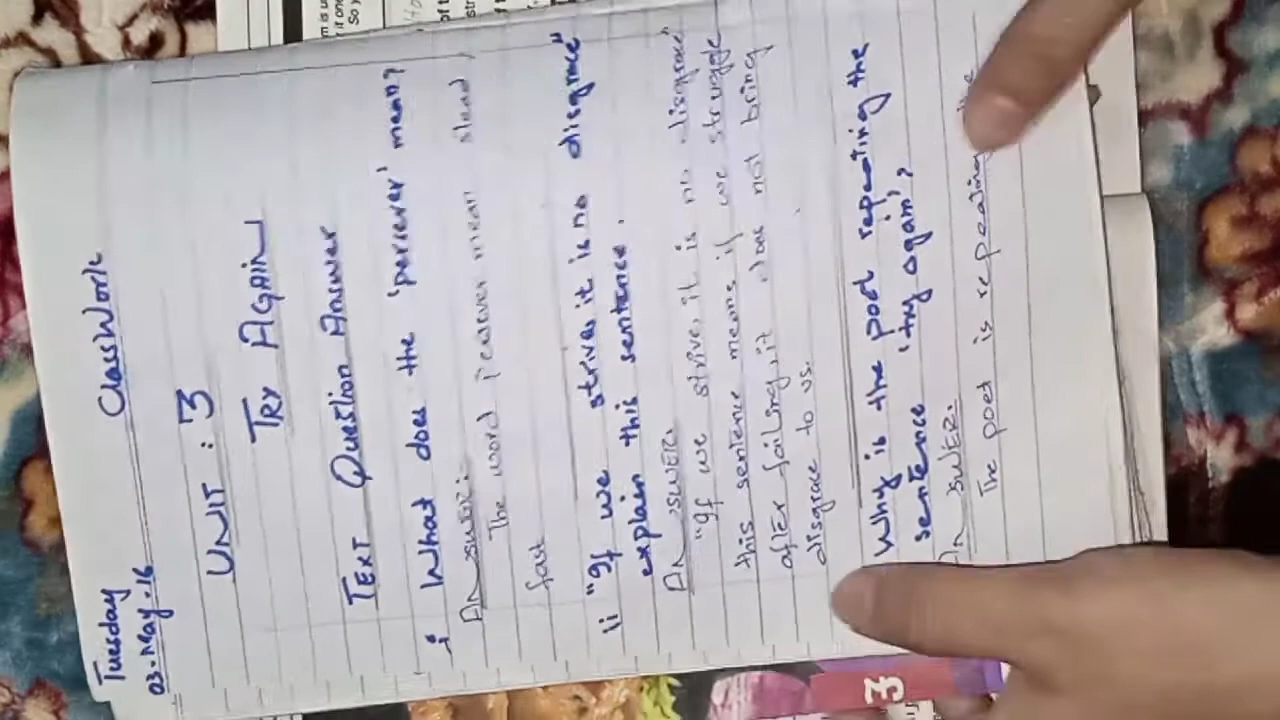 Tuesday
03-May.16
ClassWork
UNIT : 3
TRY AGAIN
TEXT Question Answer
i What does the 'persever' mean?
ANSWER:
The word persever mean stead
fast
ii "If we strive it is no disgrace"
explain this sentence.
ANSWER.
"If we strive, it is no disgrace"
this sentence means if we struggle
after failing, it does not bring
disgrace to us.
Why is the poet repeating the
sentence 'try again'?
ANSWER.
The poet is repeating the
3